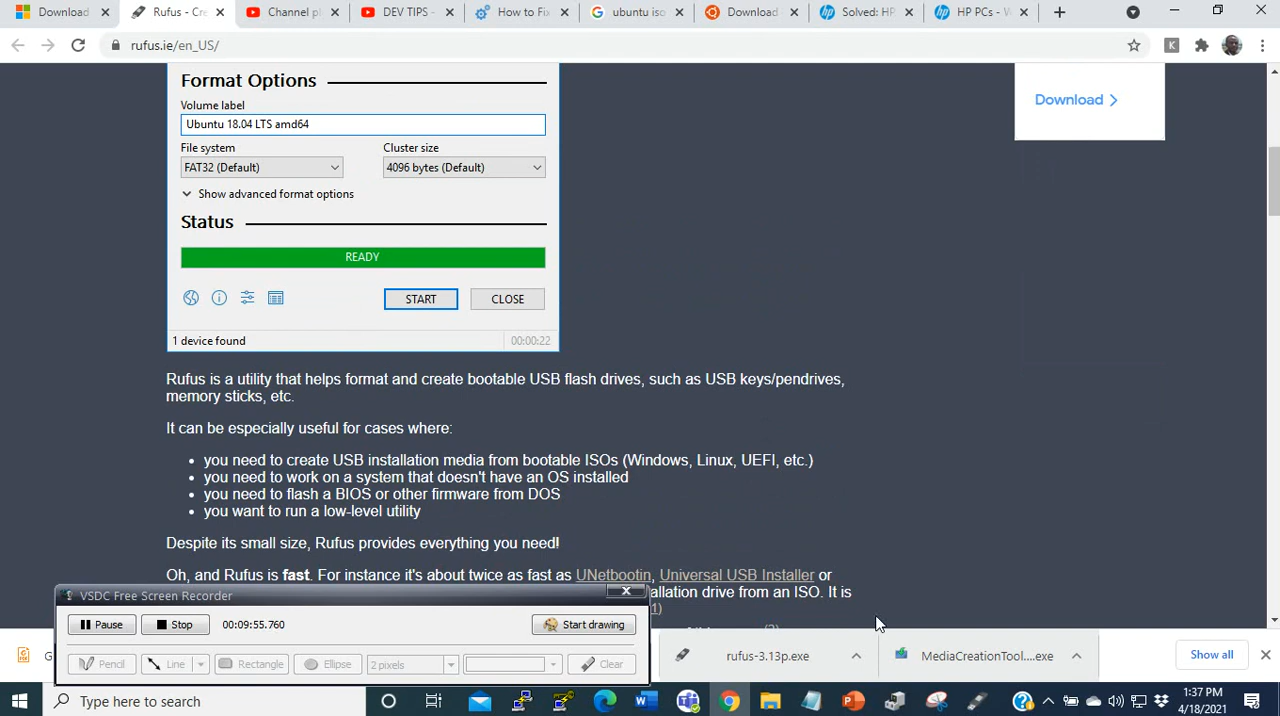 Download
Rufus - Cre
Channel pl
DEV TIPS -
How to Fix
ubuntu iso
Download
Solved: HP
HP PCs - W
rufus.ie/en_US/
K
Format Options
Volume label
Ubuntu 18.04 LTS amd64
File system
Cluster size
FAT32 (Default)
4096 bytes (Default)
Show advanced format options
Status
READY
START
CLOSE
1 device found
00:00:22
Download
Rufus is a utility that helps format and create bootable USB flash drives, such as USB keys/pendrives,
memory sticks, etc.
It can be especially useful for cases where:
you need to create USB installation media from bootable ISOs (Windows, Linux, UEFI, etc.)
you need to work on a system that doesn't have an OS installed
you need to flash a BIOS or other firmware from DOS
you want to run a low-level utility
Despite its small size, Rufus provides everything you need!
Oh, and Rufus is fast. For instance it's about twice as fast as UNetbootin, Universal USB Installer or
allation drive from an ISO. It is
1)
VSDC Free Screen Recorder
Pause
Stop
00:09:55.760
Start drawing
Pencil
Line
Rectangle
Ellipse
2 pixels
Clear
G
rufus-3.13p.exe
MediaCreationTool....exe
Show all
Type here to search
1:37 PM
4/18/2021